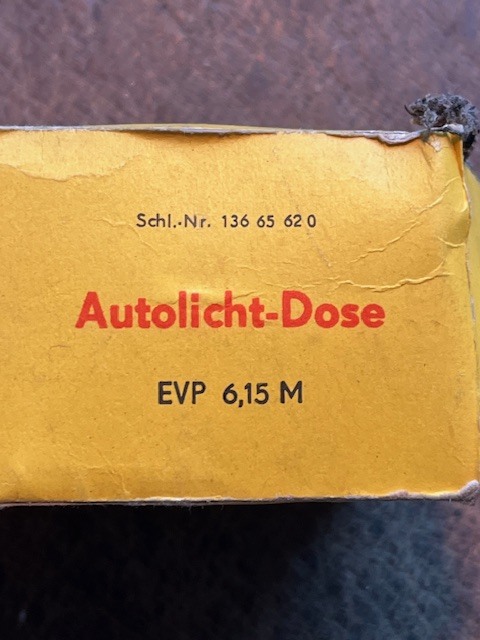 Schl.-Nr. 136 65 62 0
Autolicht-Dose
EVP 6,15 M